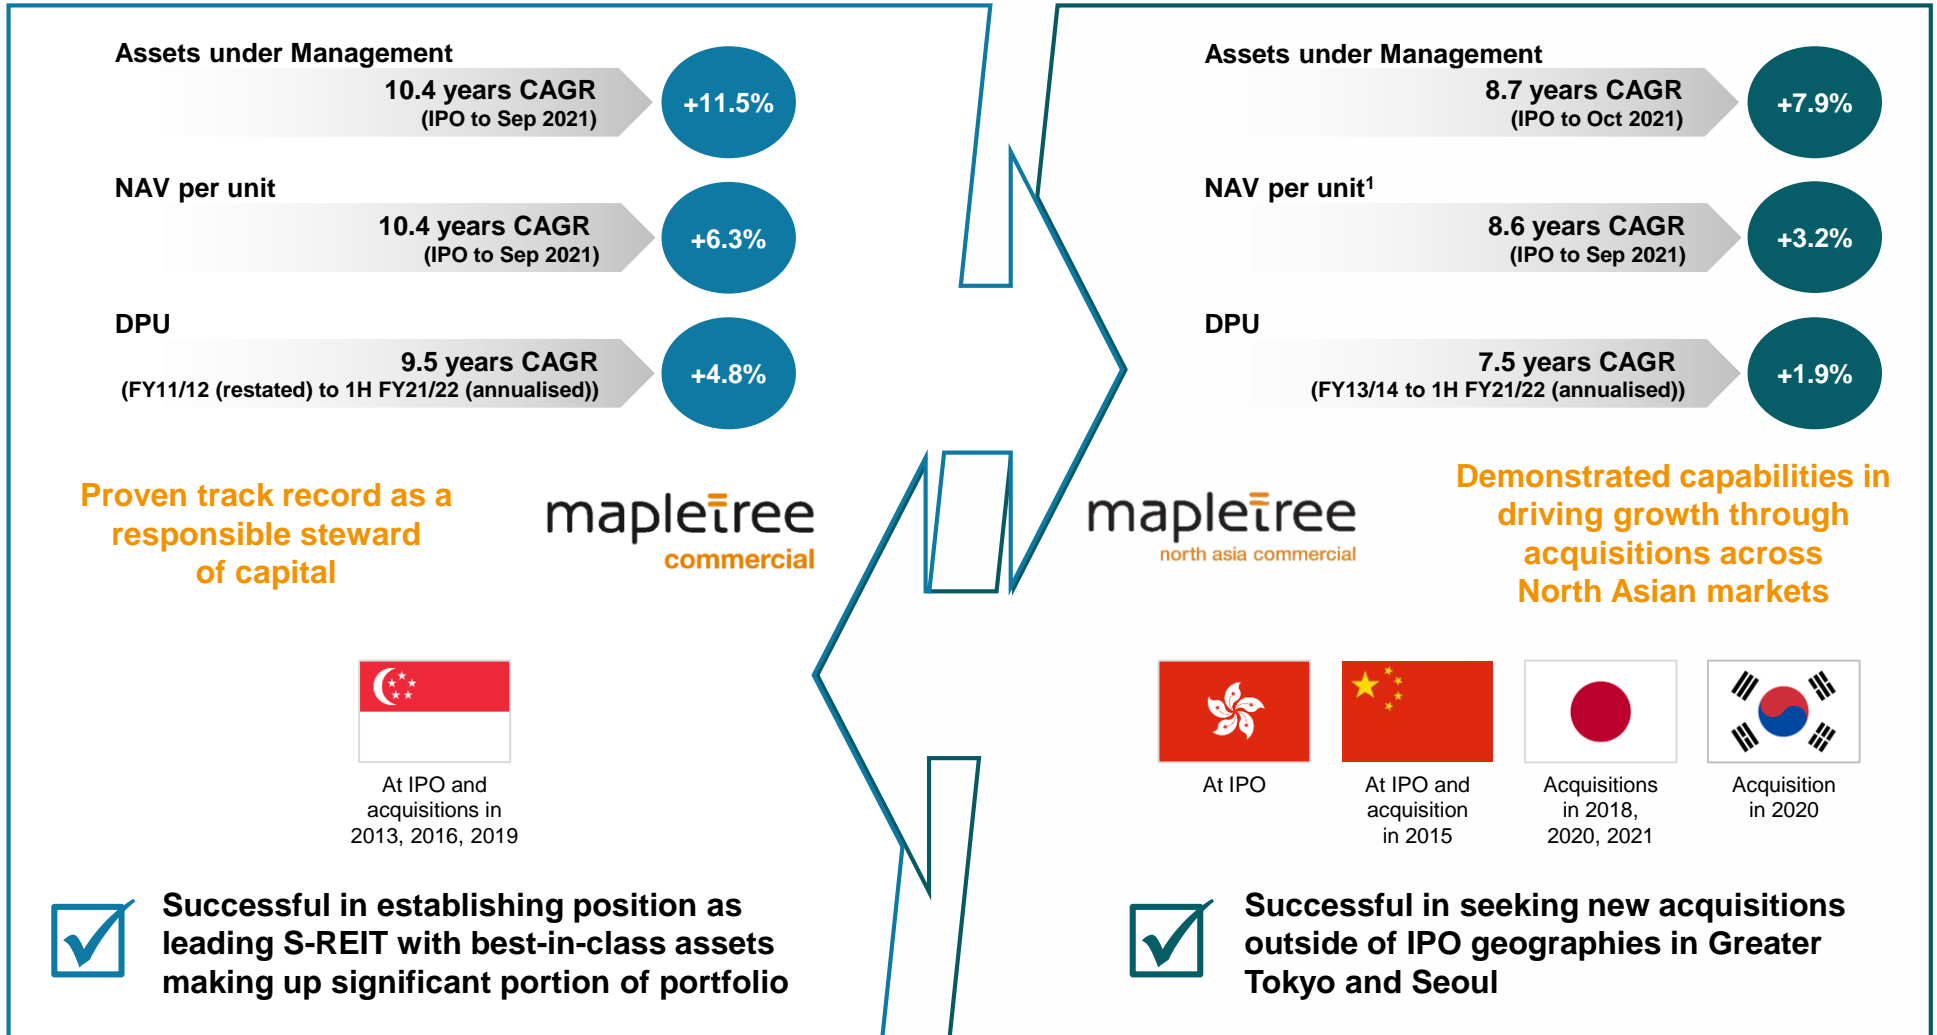 Assets under Management
10.4 years CAGR
(IPO to Sep 2021)
+11.5%
NAV per unit
10.4 years CAGR
(IPO to Sep 2021)
+6.3%
DPU
9.5 years CAGR
(FY11/12 (restated) to 1H FY21/22 (annualised))
+4.8%
Proven track record as a
responsible steward
of capital
mapletree
commercial
At IPO and
acquisitions in
2013, 2016, 2019
Successful in establishing position as
leading S-REIT with best-in-class assets
making up significant portion of portfolio
Assets under Management
8.7 years CAGR
(IPO to Oct 2021)
+7.9%
NAV per unit¹
8.6 years CAGR
(IPO to Sep 2021)
+3.2%
DPU
7.5 years CAGR
(FY13/14 to 1H FY21/22 (annualised))
+1.9%
mapletree
north asia commercial
Demonstrated capabilities in
driving growth through
acquisitions across
North Asian markets
At IPO
At IPO and
acquisition
in 2015
Acquisitions
in 2018,
2020, 2021
Acquisition
in 2020
Successful in seeking new acquisitions
outside of IPO geographies in Greater
Tokyo and Seoul